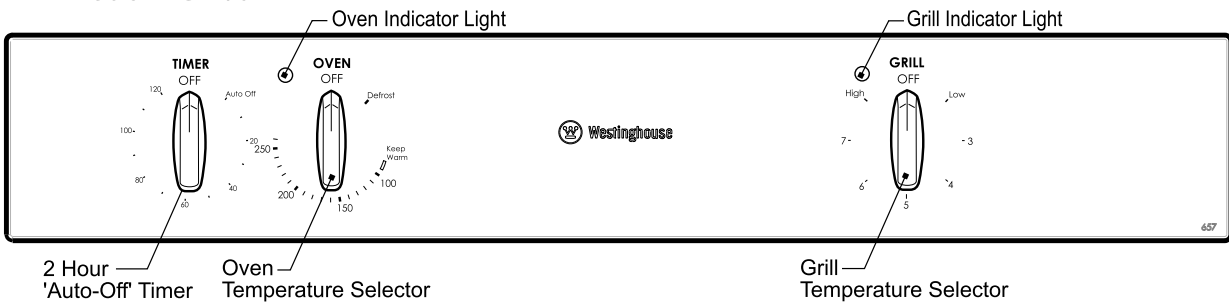 Oven Indicator Light
Grill Indicator Light
TIMER
OFF
120
Auto Off
100
20
80
40
60
OVEN
OFF
Defrost
Keep
Warm
250
100
200
150
Westinghouse
GRILL
OFF
High
Low
7
3
6
4
5
657
2 Hour
'Auto-Off' Timer
Oven
Temperature Selector
Grill
Temperature Selector